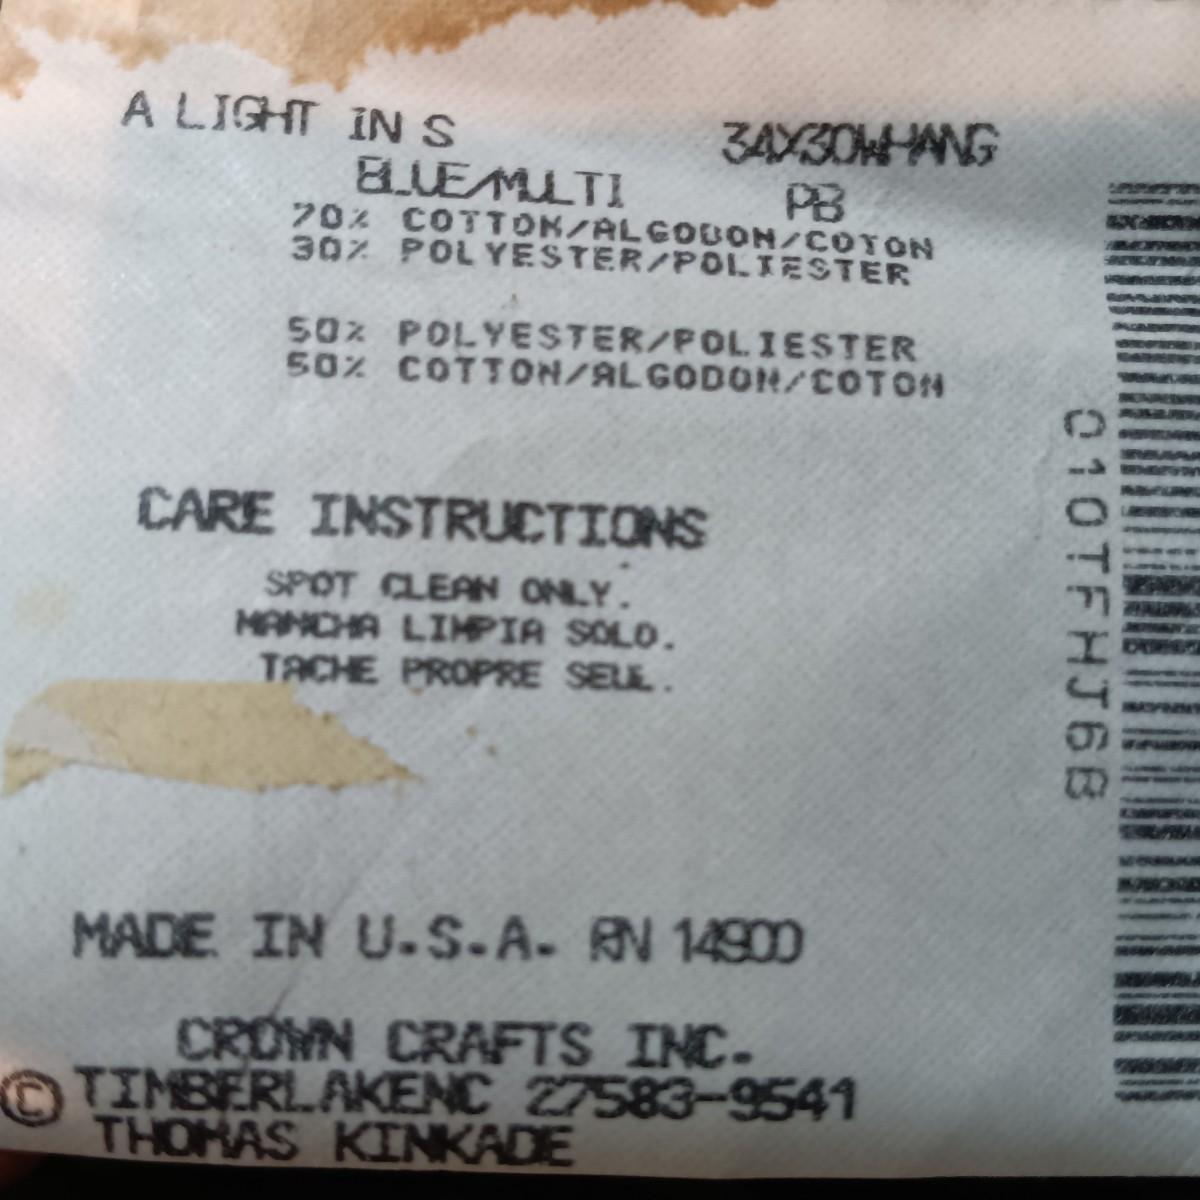 A LIGHT IN S 34X30WHANG
BLUE/MULTI PB
70% COTTON/ALGODON/COTON
30% POLYESTER/POLIESTER
50% POLYESTER/POLIESTER
50% COTTON/ALGODON/COTON
CARE INSTRUCTIONS
SPOT CLEAN ONLY.
MANCHA LIMPIA SOLO.
TACHE PROPRE SEUL.
MADE IN U.S.A. RN 14900
CROWN CRAFTS INC.
TIMBERLAKENC 27583-9541
© THOMAS KINKADE
C10TFHJ6B